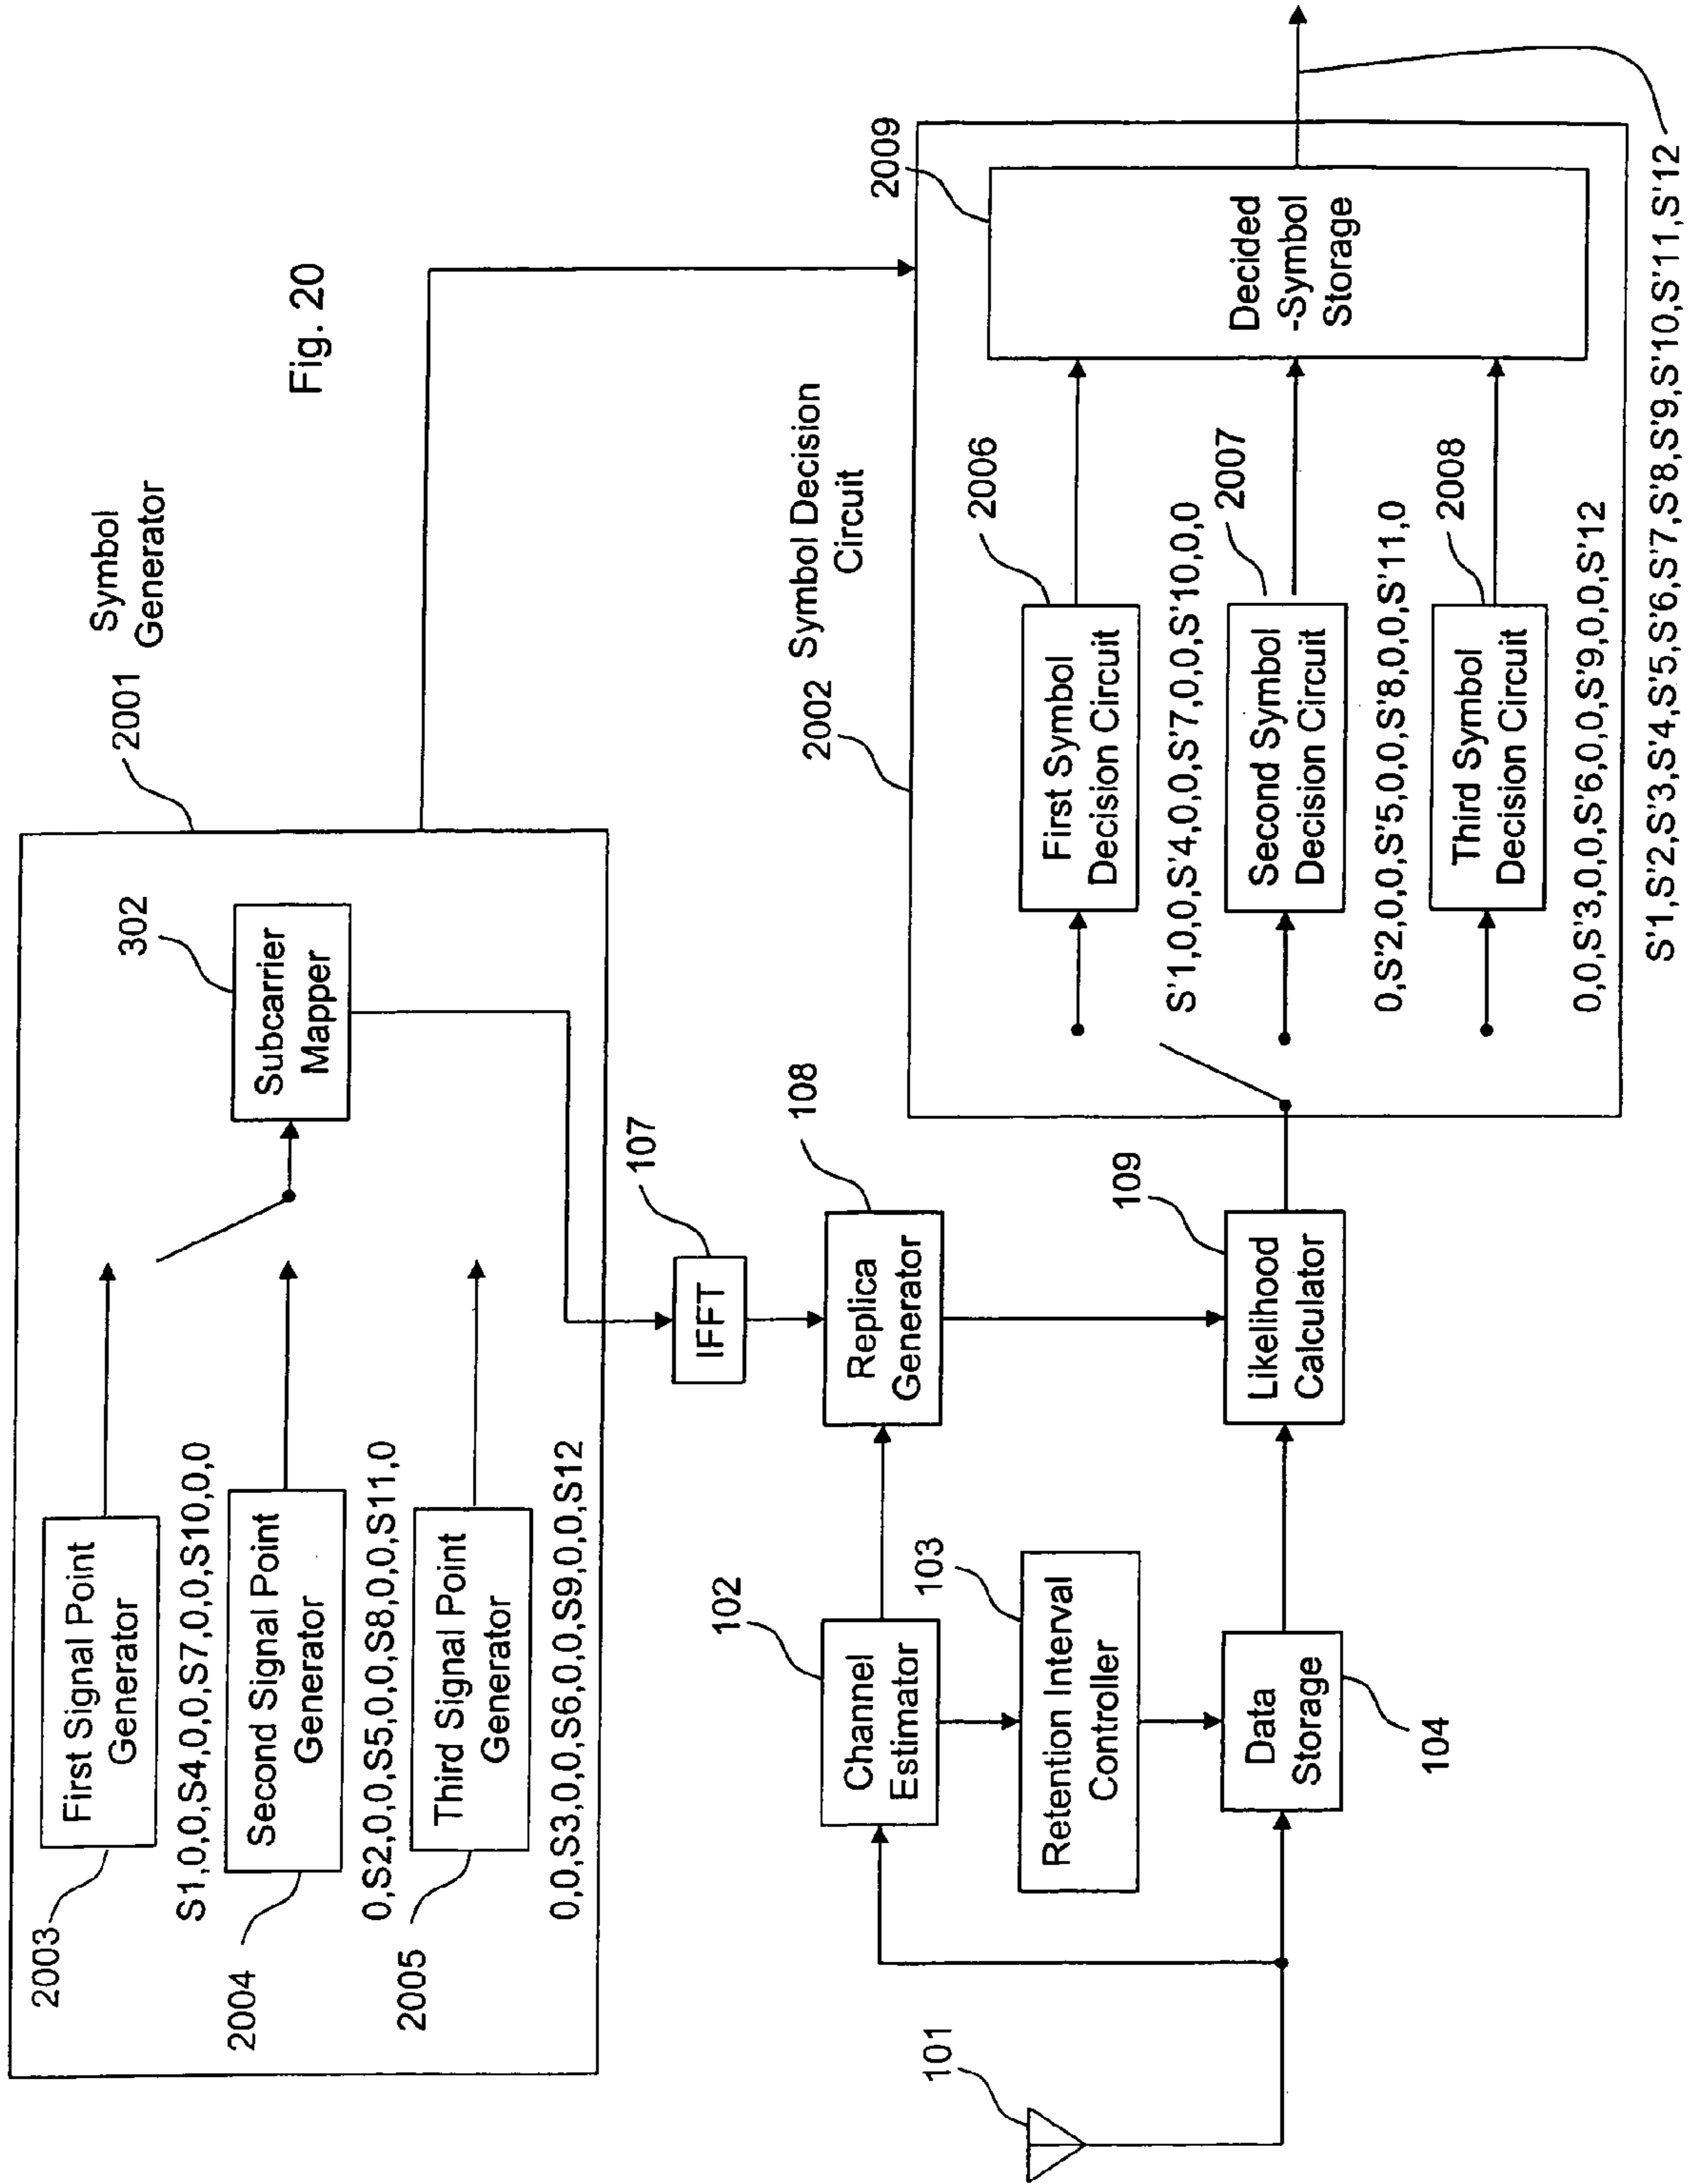 Fig. 20
2001
Symbol
Generator
2003
First Signal Point
Generator
S1,0,0,S4,0,0,S7,0,0,S10,0,0
2004
Second Signal Point
Generator
0,S2,0,0,S5,0,0,S8,0,0,S11,0
2005
Third Signal Point
Generator
0,0,S3,0,0,S6,0,0,S9,0,0,S12
302
Subcarrier
Mapper
107
IFFT
108
Replica
Generator
109
Likelihood
Calculator
101
102
Channel
Estimator
103
Retention Interval
Controller
Data
Storage
104
2002
Symbol Decision
Circuit
2006
First Symbol
Decision Circuit
S'1,0,0,S'4,0,0,S'7,0,0,S'10,0,0
2007
Second Symbol
Decision Circuit
0,S'2,0,0,S'5,0,0,S'8,0,0,S'11,0
2008
Third Symbol
Decision Circuit
0,0,S'3,0,0,S'6,0,0,S'9,0,0,S'12
2009
Decided
-Symbol
Storage
S'1,S'2,S'3,S'4,S'5,S'6,S'7,S'8,S'9,S'10,S'11,S'12